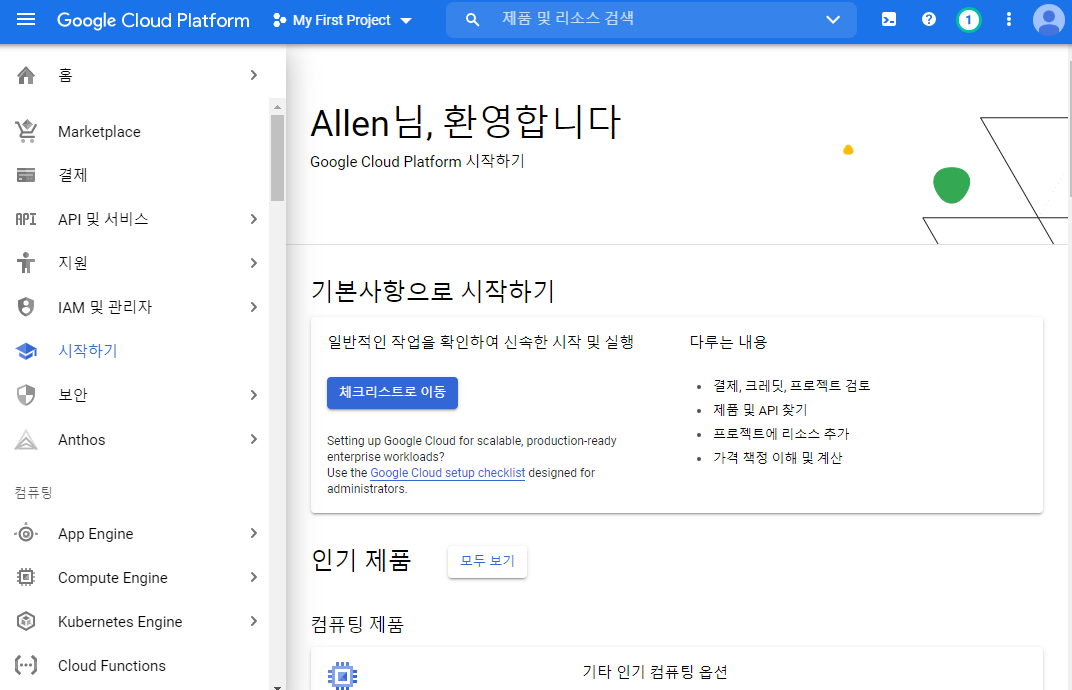 Google Cloud Platform My First Project 제품 및 리소스 검색 1
홈
Marketplace
결제
API API 및 서비스
지원
IAM 및 관리자
시작하기
보안
Anthos
컴퓨팅
App Engine
Compute Engine
Kubernetes Engine
Cloud Functions
Allen님, 환영합니다
Google Cloud Platform 시작하기
기본사항으로 시작하기
일반적인 작업을 확인하여 신속한 시작 및 실행
체크리스트로 이동
Setting up Google Cloud for scalable, production-ready
enterprise workloads?
Use the Google Cloud setup checklist designed for
administrators.
다루는 내용
결제, 크레딧, 프로젝트 검토
제품 및 API 찾기
프로젝트에 리소스 추가
가격 책정 이해 및 계산
인기 제품 모두 보기
컴퓨팅 제품
기타 인기 컴퓨팅 옵션